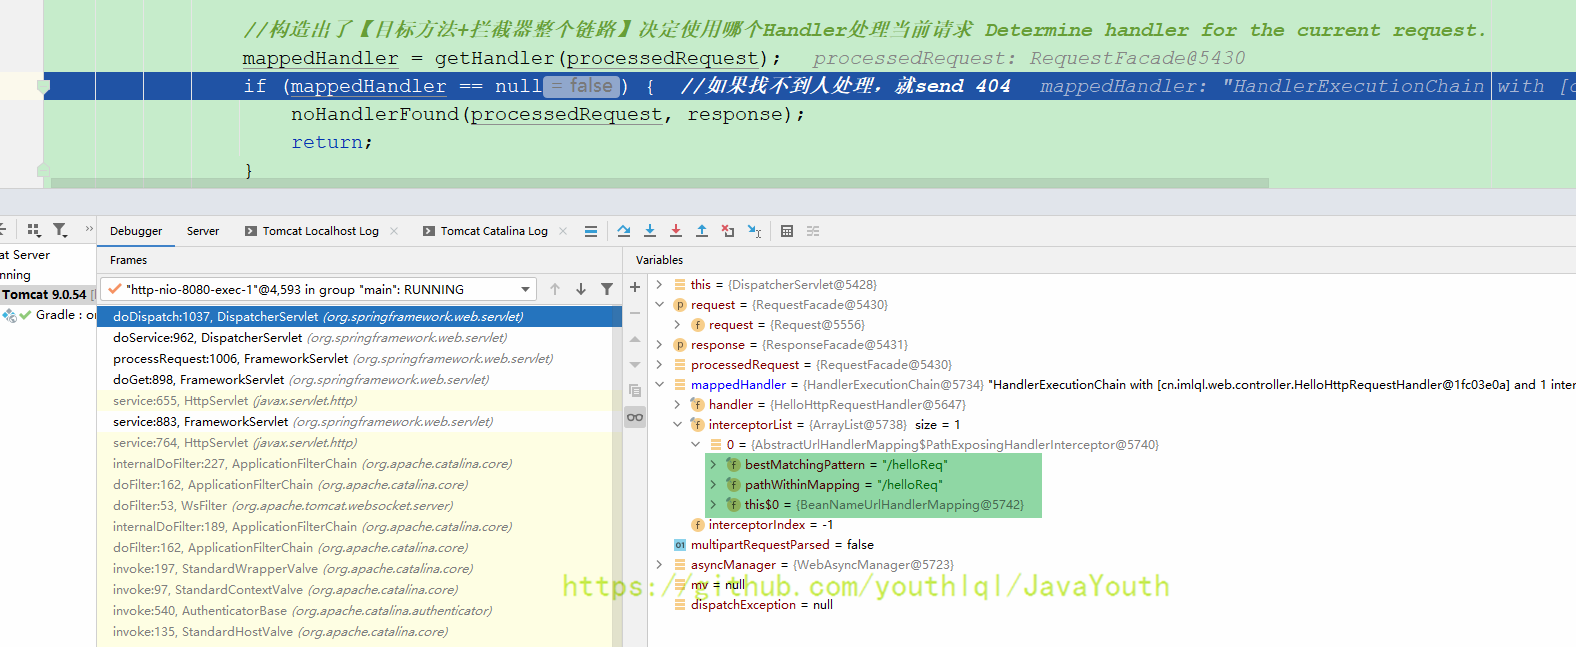 //构造出了【目标方法+拦截器整个链路】决定使用哪个Handler处理当前请求 Determine handler for the current request.
mappedHandler = getHandler(processedRequest);   processedRequest: RequestFacade@5430
if (mappedHandler == null = false ) {  //如果找不到人处理，就send 404   mappedHandler: "HandlerExecutionChain with [c
noHandlerFound(processedRequest, response);
return;
}
Debugger Server Tomcat Localhost Log Tomcat Catalina Log
at Server
nning
Tomcat 9.0.54
Gradle : or
Frames
"http-nio-8080-exec-1"@4,593 in group "main": RUNNING
doDispatch:1037, DispatcherServlet (org.springframework.web.servlet)
doService:962, DispatcherServlet (org.springframework.web.servlet)
processRequest:1006, FrameworkServlet (org.springframework.web.servlet)
doGet:898, FrameworkServlet (org.springframework.web.servlet)
service:655, HttpServlet (javax.servlet.http)
service:883, FrameworkServlet (org.springframework.web.servlet)
service:764, HttpServlet (javax.servlet.http)
internalDoFilter:227, ApplicationFilterChain (org.apache.catalina.core)
doFilter:162, ApplicationFilterChain (org.apache.catalina.core)
doFilter:53, WsFilter (org.apache.tomcat.websocket.server)
internalDoFilter:189, ApplicationFilterChain (org.apache.catalina.core)
doFilter:162, ApplicationFilterChain (org.apache.catalina.core)
invoke:197, StandardWrapperValve (org.apache.catalina.core)
invoke:97, StandardContextValve (org.apache.catalina.core)
invoke:540, AuthenticatorBase (org.apache.catalina.authenticator)
invoke:135, StandardHostValve (org.apache.catalina.core)
Variables
this = {DispatcherServlet@5428}
request = {RequestFacade@5430}
request = {Request@5556}
response = {ResponseFacade@5431}
processedRequest = {RequestFacade@5430}
mappedHandler = {HandlerExecutionChain@5734} "HandlerExecutionChain with [cn.imlql.web.controller.HelloHttpRequestHandler@1fc03e0a] and 1 inter
handler = {HelloHttpRequestHandler@5647}
interceptorList = {ArrayList@5738}  size = 1
0 = {AbstractUrlHandlerMapping$PathExposingHandlerInterceptor@5740}
bestMatchingPattern = "/helloReq"
pathWithinMapping = "/helloReq"
this$0 = {BeanNameUrlHandlerMapping@5742}
interceptorIndex = -1
multipartRequestParsed = false
asyncManager = {WebAsyncManager@5723}
mv = null
dispatchException = null
https://github.com/youthlql/JavaYouth